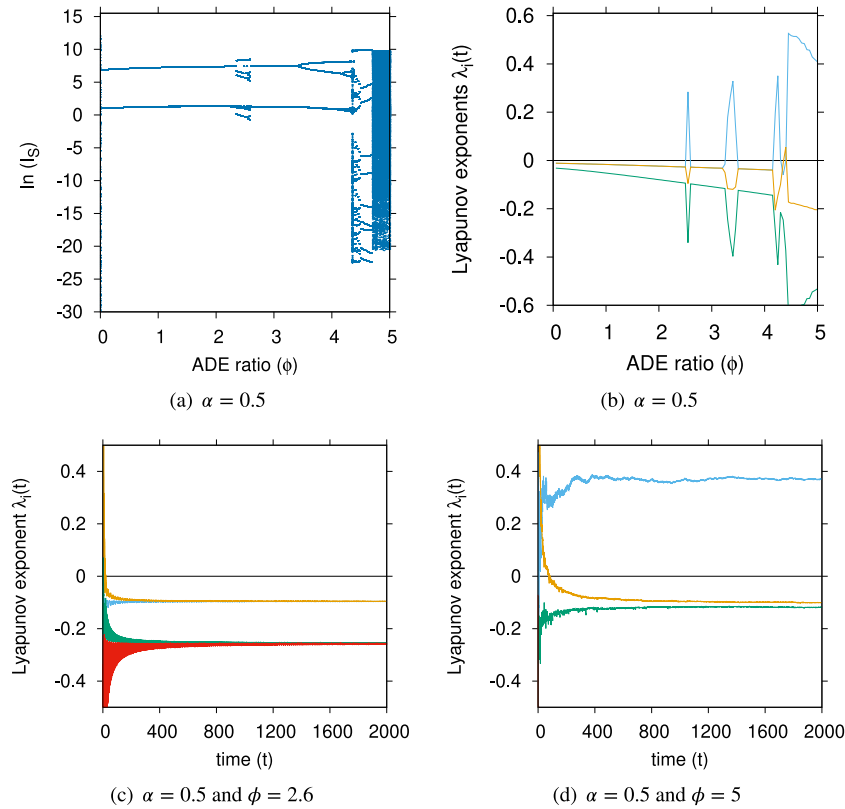 15
10
5
0
-5
-10
-15
-20
-25
-30
ln (I_S)
0 1 2 3 4 5
ADE ratio (ϕ)
(a) α = 0.5
0.6
0.4
0.2
0
-0.2
-0.4
-0.6
Lyapunov exponents λ_i(t)
0 1 2 3 4 5
ADE ratio (ϕ)
(b) α = 0.5
0.4
0.2
0
-0.2
-0.4
Lyapunov exponent λ_i(t)
0 400 800 1200 1600 2000
time (t)
(c) α = 0.5 and ϕ = 2.6
0.4
0.2
0
-0.2
-0.4
Lyapunov exponent λ_i(t)
0 400 800 1200 1600 2000
time (t)
(d) α = 0.5 and ϕ = 5